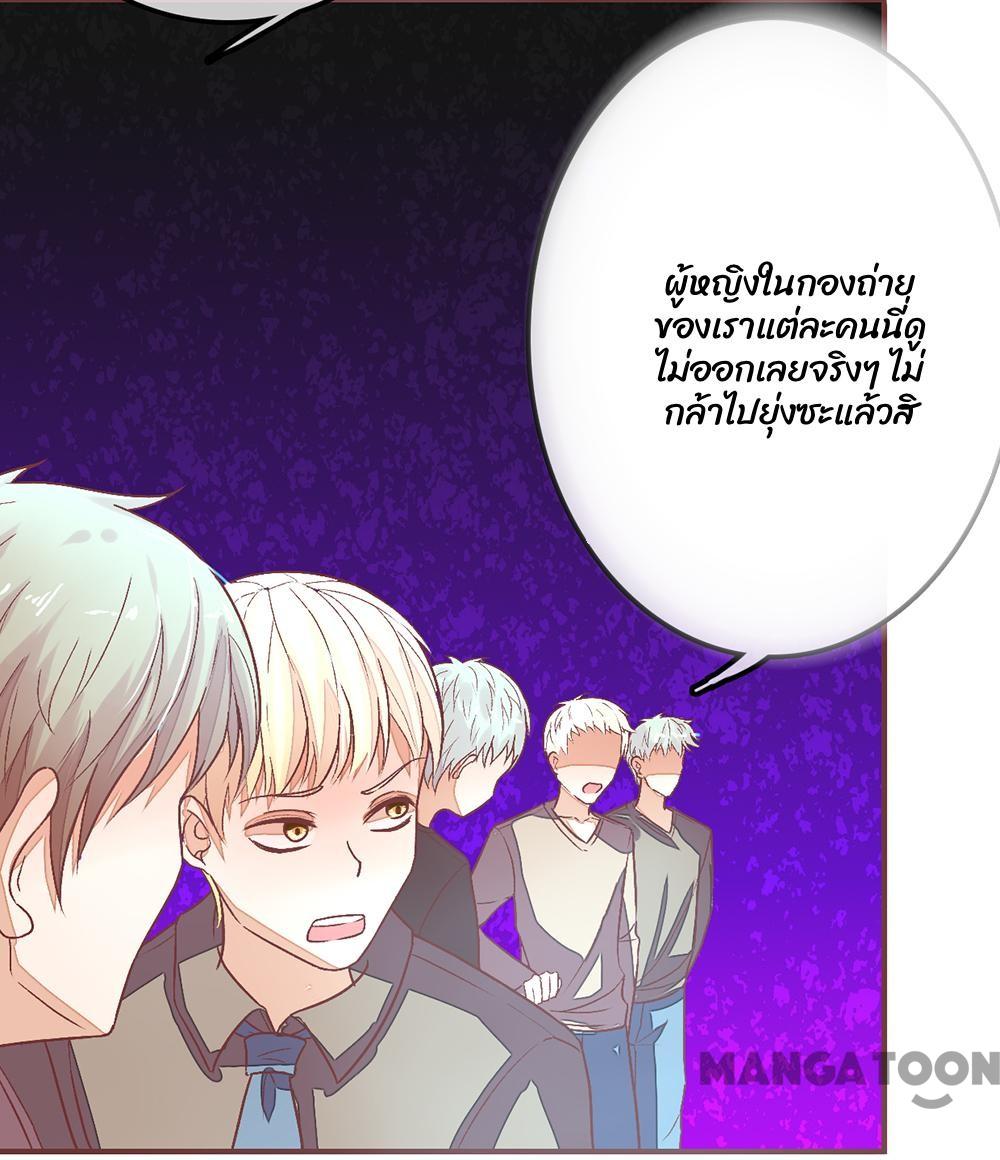 ผู้หญิงในกองถ่าย
ของเราแต่ละคนนี่ดู
ไม่ออกเลยจริงๆ ไม่
กล้าไปยุ่งซะแล้วสิ
MANGATOON